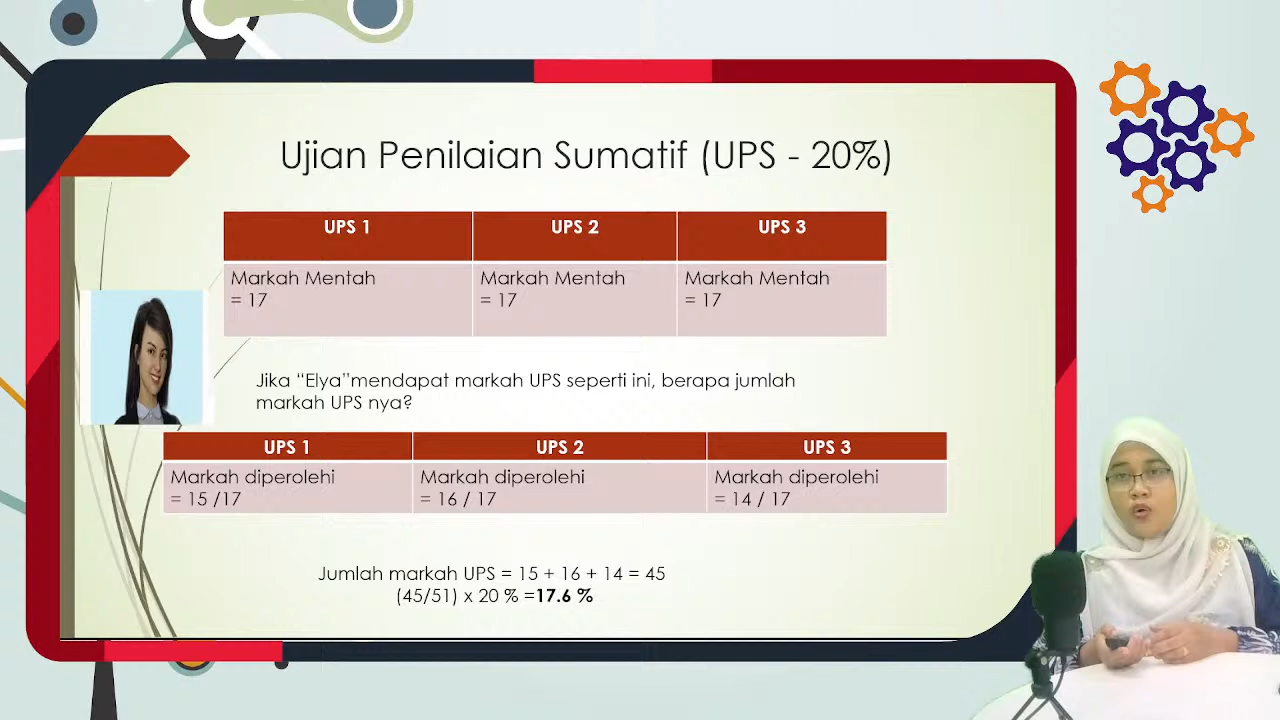 Ujian Penilaian Sumatif (UPS - 20%)
UPS 1 UPS 2 UPS 3
Markah Mentah Markah Mentah Markah Mentah
= 17 = 17 = 17
Jika “Elya”mendapat markah UPS seperti ini, berapa jumlah
markah UPS nya?
UPS 1 UPS 2 UPS 3
Markah diperolehi Markah diperolehi Markah diperolehi
= 15 /17 = 16 / 17 = 14 / 17
Jumlah markah UPS = 15 + 16 + 14 = 45
(45/51) x 20 % =17.6 %